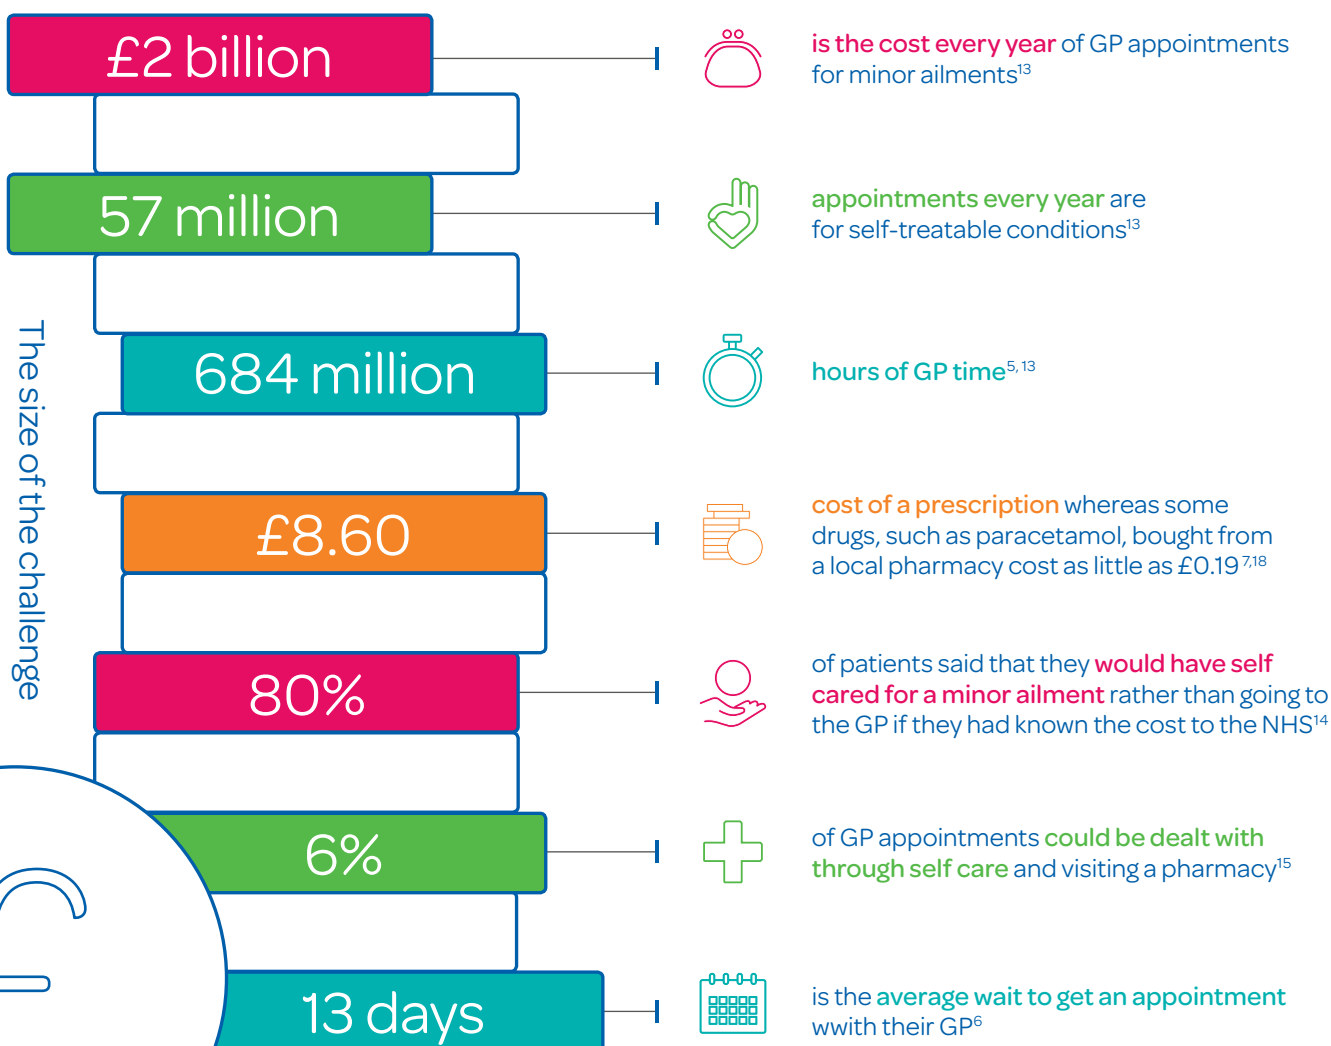 £2 billion
is the cost every year of GP appointments
for minor ailments13
57 million
appointments every year are
for self-treatable conditions13
The size of the challenge
684 million
hours of GP time5, 13
£8.60
cost of a prescription whereas some
drugs, such as paracetamol, bought from
a local pharmacy cost as little as £0.19 7,18
80%
of patients said that they would have self
cared for a minor ailment rather than going to
the GP if they had known the cost to the NHS14
6%
of GP appointments could be dealt with
through self care and visiting a pharmacy15
13 days
is the average wait to get an appointment
wwith their GP6